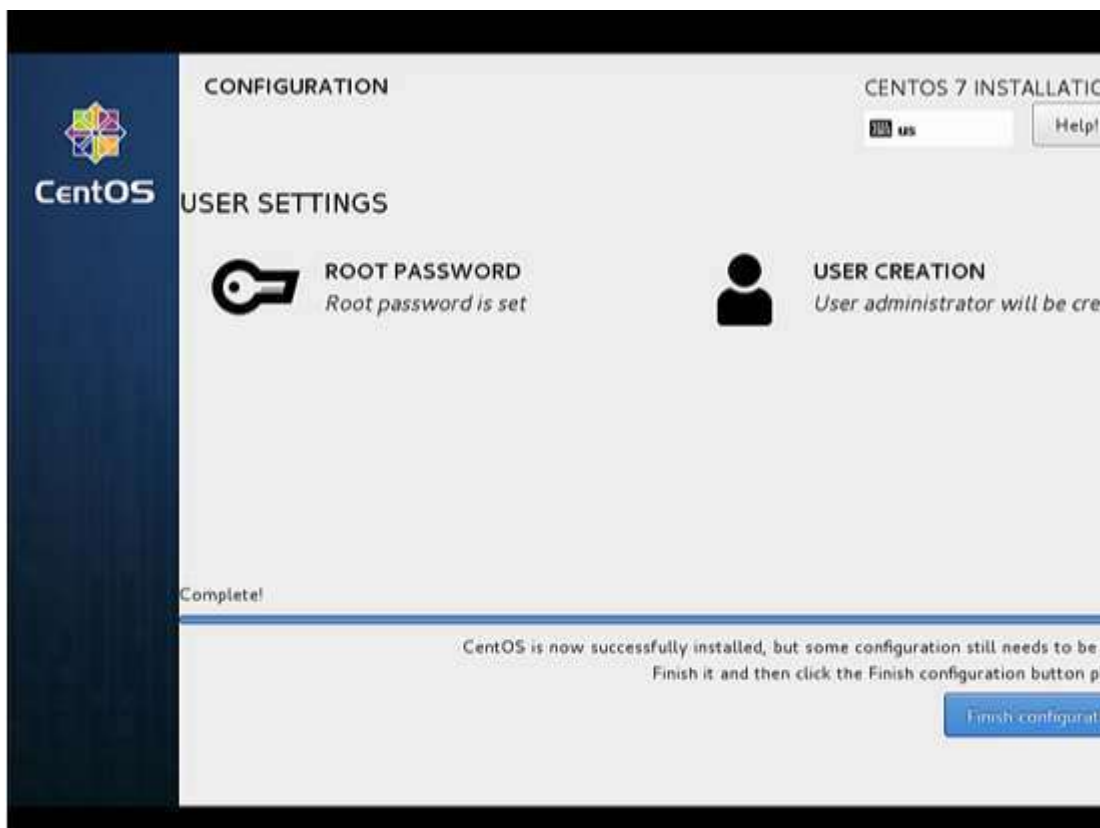 CONFIGURATION
CENTOS 7 INSTALLATIO
us
Help!
CentOS
USER SETTINGS
ROOT PASSWORD
Root password is set
USER CREATION
User administrator will be cre
Complete!
CentOS is now successfully installed, but some configuration still needs to be
Finish it and then click the Finish configuration button p
Finish configurat